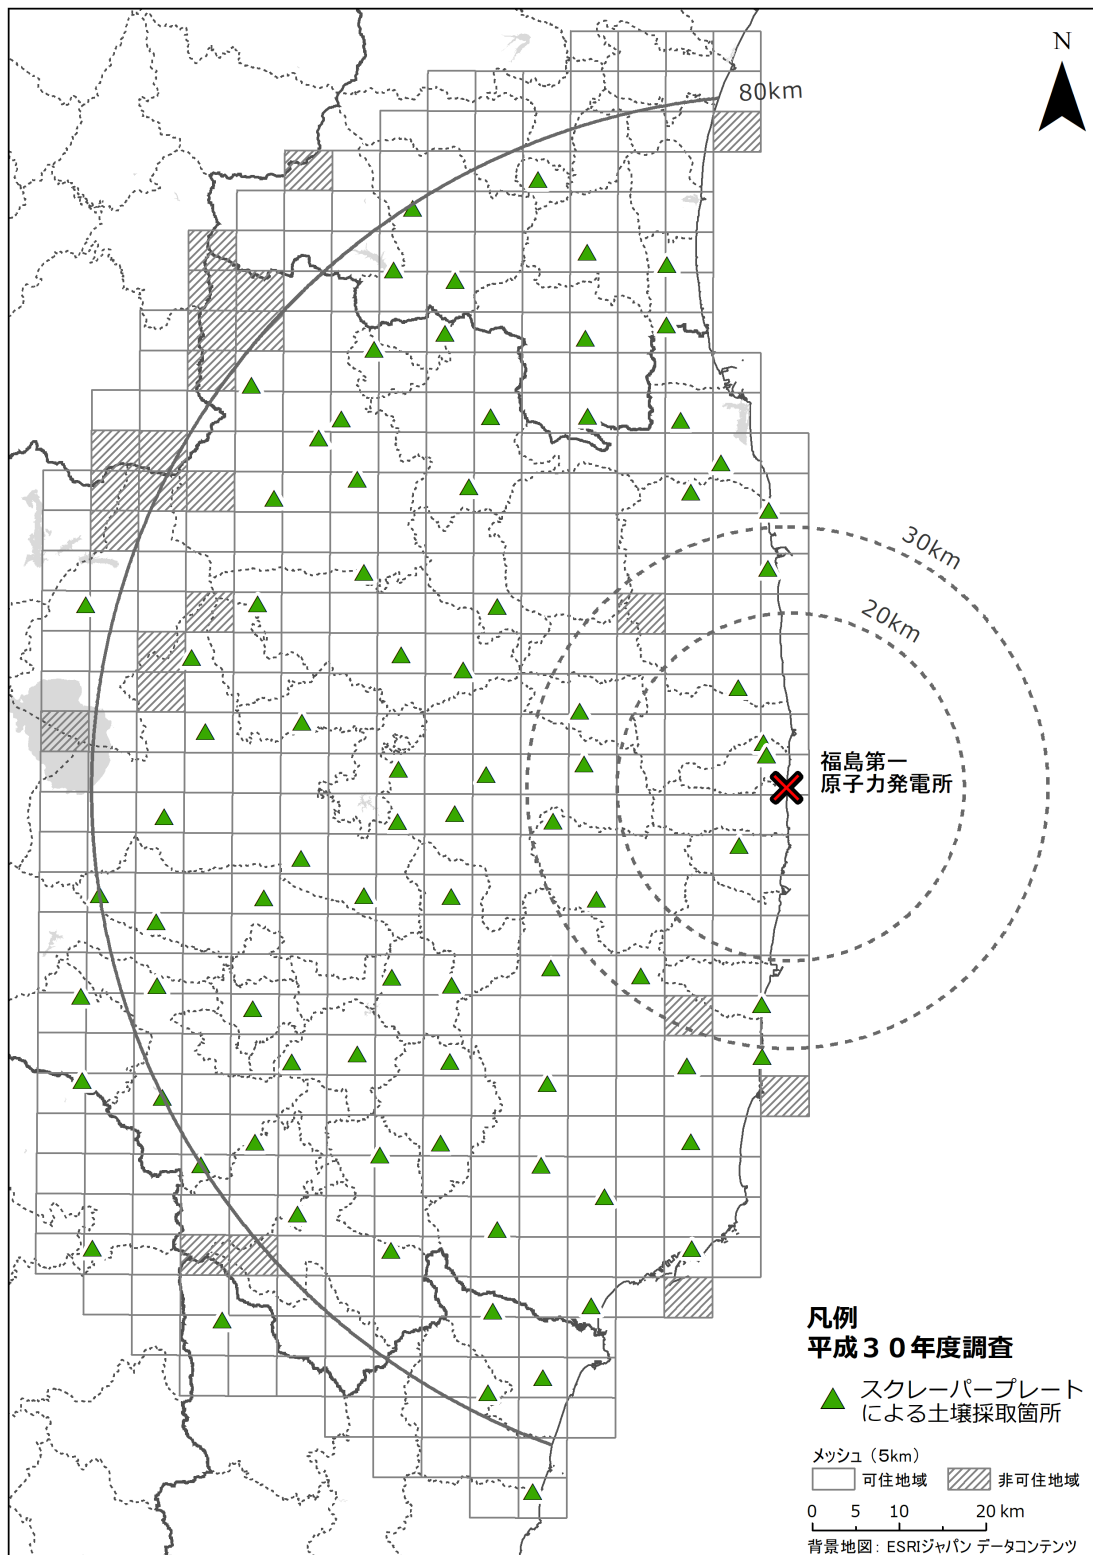 N
80km
30km
20km
福島第一
原子力発電所
凡例
平成３０年度調査
スクレーパープレート
による土壌採取箇所
メッシュ（5km）
可住地域
非可住地域
0 5 10 20 km
背景地図： ESRIジャパン データコンテンツ